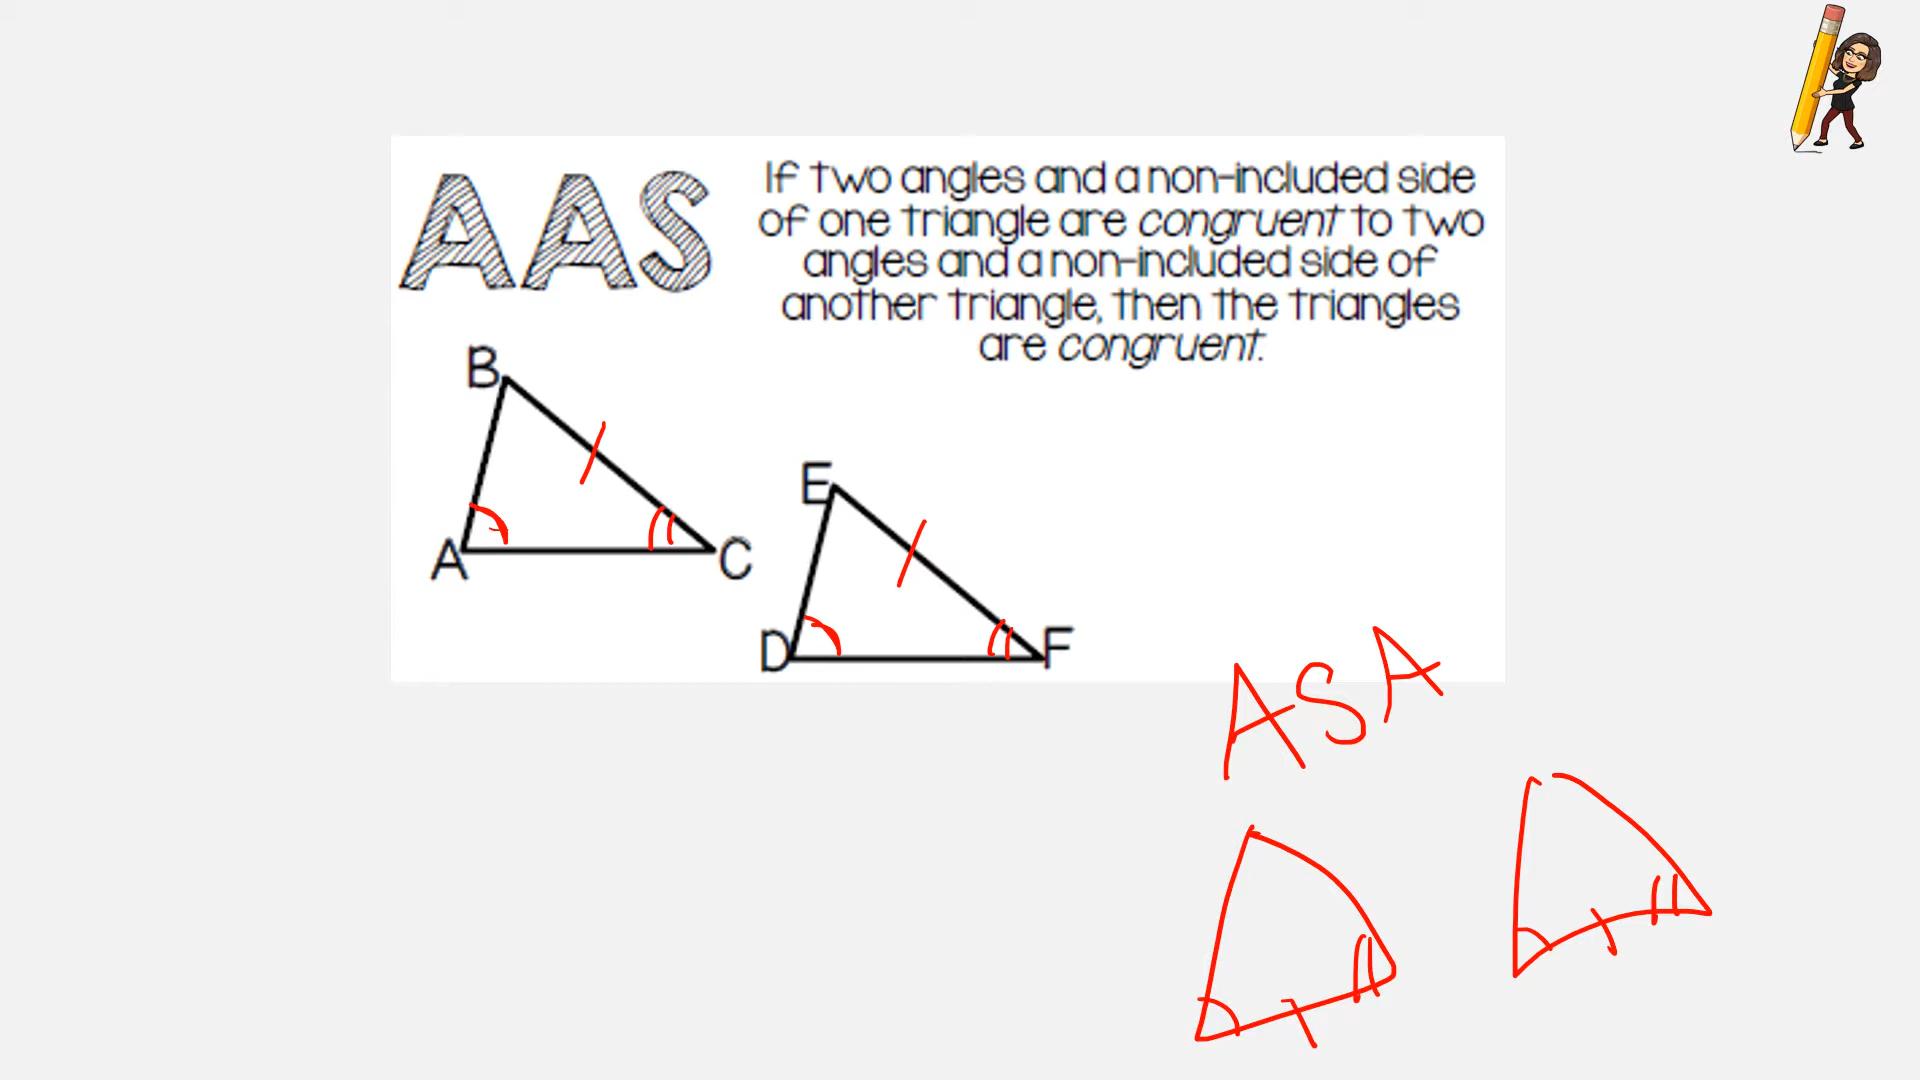 AAS
If two angles and a non-included side
of one triangle are congruent to two
angles and a non-included side of
another triangle, then the triangles
are congruent.
B
A
C
E
D
F
ASA